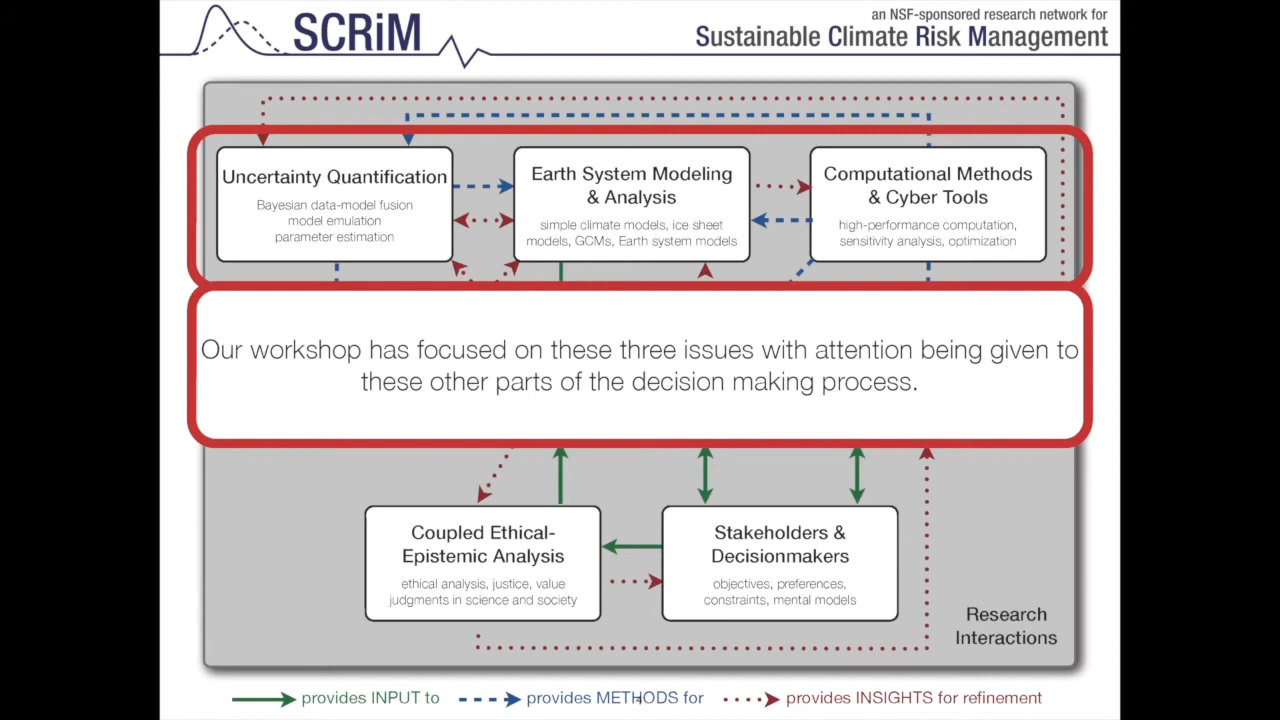 SCRiM
an NSF-sponsored research network for
Sustainable Climate Risk Management
Uncertainty Quantification
Bayesian data-model fusion
model emulation
parameter estimation
Earth System Modeling
& Analysis
simple climate models, ice sheet
models, GCMs, Earth system models
Computational Methods
& Cyber Tools
high-performance computation,
sensitivity analysis, optimization
Our workshop has focused on these three issues with attention being given to
these other parts of the decision making process.
Coupled Ethical-
Epistemic Analysis
ethical analysis, justice, value
judgments in science and society
Stakeholders &
Decisionmakers
objectives, preferences,
constraints, mental models
Research
Interactions
provides INPUT to
provides METHODS for
provides INSIGHTS for refinement